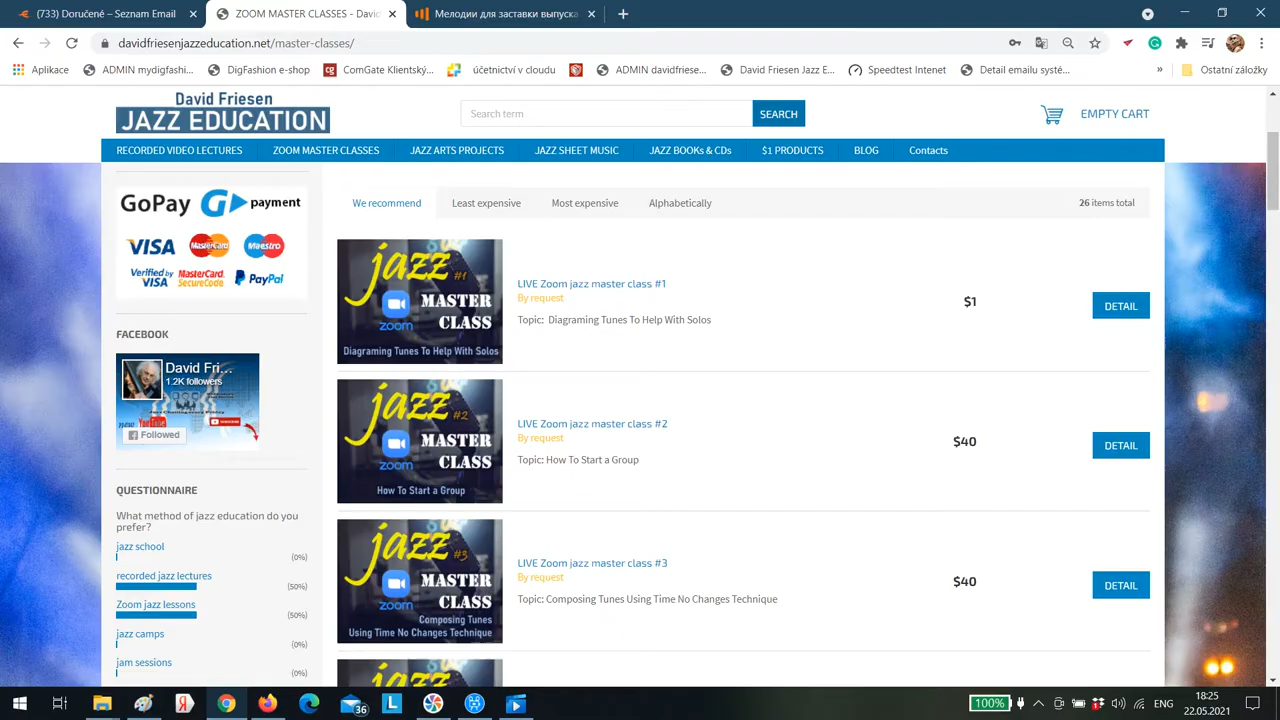 (733) Doručené – Seznam Email
ZOOM MASTER CLASSES - Davi
Мелодии для заставки выпуска
davidfriesenjazzeducation.net/master-classes/
Aplikace
ADMIN mydigfashi...
DigFashion e-shop
ComGate Klientský...
účetnictví v cloudu
ADMIN davidfriese...
David Friesen Jazz E...
Speedtest Intenet
Detail emailu systé...
»
Ostatní záložky
David Friesen
JAZZ EDUCATION
Search term
SEARCH
EMPTY CART
RECORDED VIDEO LECTURES
ZOOM MASTER CLASSES
JAZZ ARTS PROJECTS
JAZZ SHEET MUSIC
JAZZ BOOKs & CDs
$1 PRODUCTS
BLOG
Contacts
GoPay G payment
VISA MasterCard Maestro
Verified by VISA MasterCard. SecureCode PayPal
FACEBOOK
David Fri...
1.2K followers
new YouTube
SUBSCRIBE
Followed
QUESTIONNAIRE
What method of jazz education do you
prefer?
jazz school
(0%)
recorded jazz lectures
(50%)
Zoom jazz lessons
(50%)
jazz camps
(0%)
jam sessions
(0%)
We recommend
Least expensive
Most expensive
Alphabetically
26 items total
jazz #1
MASTER
CLASS
zoom
Diagraming Tunes To Help With Solos
LIVE Zoom jazz master class #1
By request
Topic: Diagraming Tunes To Help With Solos
$1
DETAIL
jazz #2
MASTER
CLASS
zoom
How To Start a Group
LIVE Zoom jazz master class #2
By request
Topic: How To Start a Group
$40
DETAIL
jazz #3
MASTER
CLASS
zoom
Composing Tunes
Using Time No Changes Technique
LIVE Zoom jazz master class #3
By request
Topic: Composing Tunes Using Time No Changes Technique
$40
DETAIL
jazz
36
100%
ENG
18:25
22.05.2021